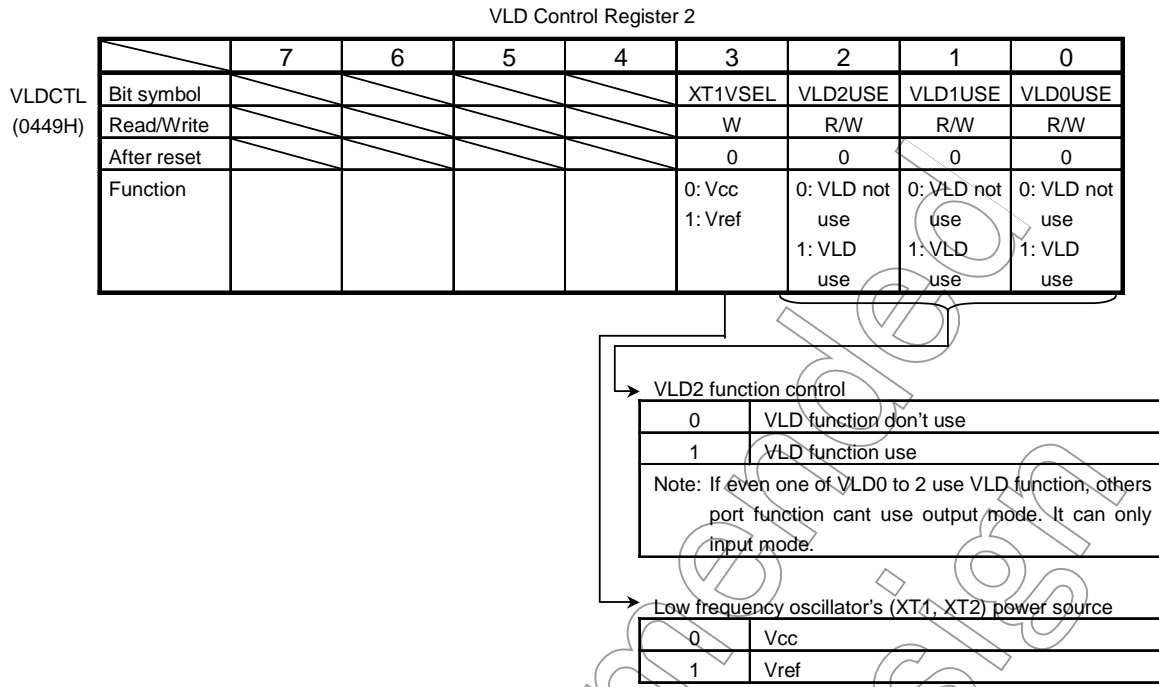 VLD Control Register 2
7 6 5 4 3 2 1 0
VLDCTL Bit symbol XT1VSEL VLD2USE VLD1USE VLD0USE
(0449H) Read/Write W R/W R/W R/W
After reset 0 0 0 0
Function 0: Vcc 0: VLD not 0: VLD not 0: VLD not
1: Vref use use use
1: VLD 1: VLD 1: VLD
use use use
VLD2 function control
0 VLD function don't use
1 VLD function use
Note: If even one of VLD0 to 2 use VLD function, others
port function cant use output mode. It can only
input mode.
Low frequency oscillator's (XT1, XT2) power source
0 Vcc
1 Vref